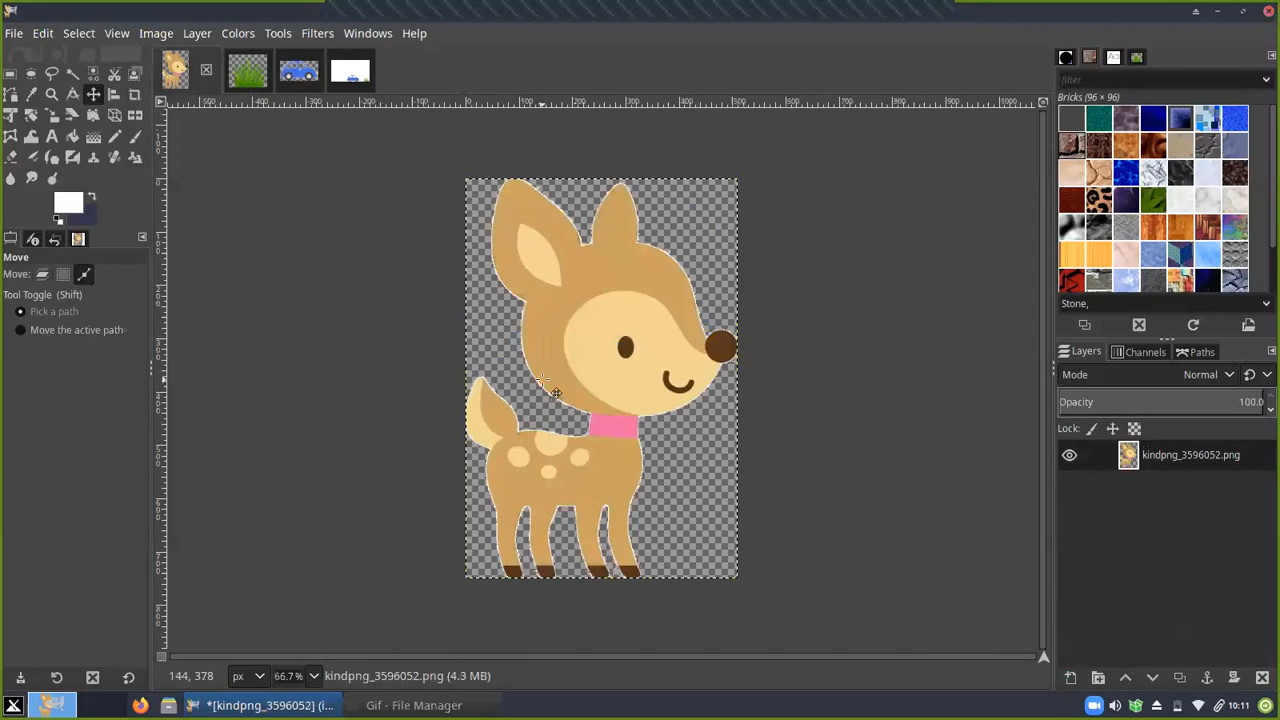 File Edit Select View Image Layer Colors Tools Filters Windows Help
filter
Bricks (96 × 96)
Move
Move:
Tool Toggle (Shift)
Pick a path
Move the active path
Stone,
Layers Channels Paths
Mode Normal
Opacity 100.0
Lock:
kindpng_3596052.png
144, 378 px 66.7% kindpng_3596052.png (4.3 MB)
*[kindpng_3596052] (i... Gif - File Manager 10:11